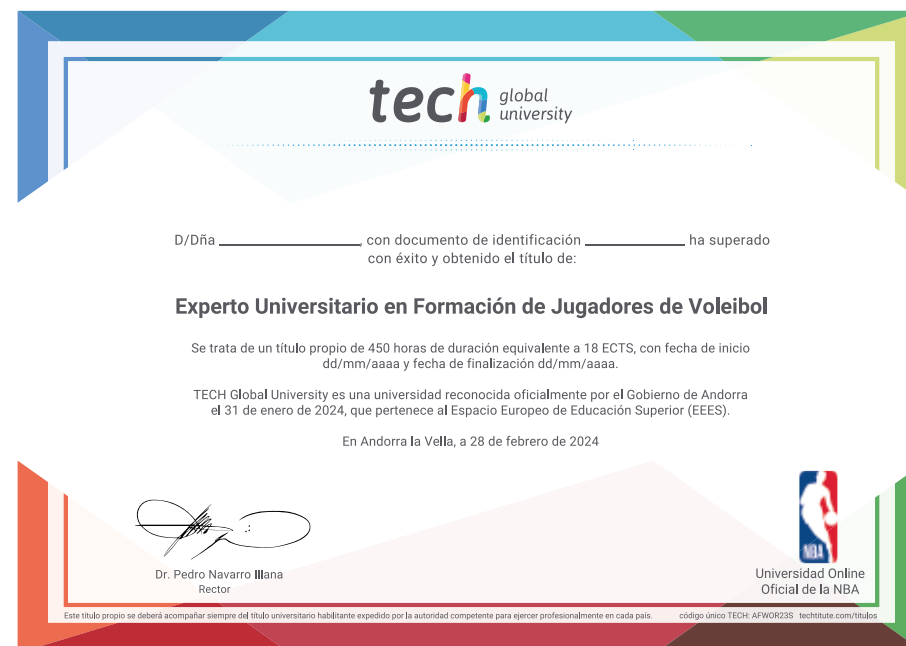 tech global university
D/Dña ____________________, con documento de identificación ______________ ha superado
con éxito y obtenido el título de:
Experto Universitario en Formación de Jugadores de Voleibol
Se trata de un título propio de 450 horas de duración equivalente a 18 ECTS, con fecha de inicio
dd/mm/aaaa y fecha de finalización dd/mm/aaaa.
TECH Global University es una universidad reconocida oficialmente por el Gobierno de Andorra
el 31 de enero de 2024, que pertenece al Espacio Europeo de Educación Superior (EEES).
En Andorra la Vella, a 28 de febrero de 2024
NBA
Dr. Pedro Navarro Illana
Rector
Universidad Online
Oficial de la NBA
Este título propio se deberá acompañar siempre del título universitario habilitante expedido por la autoridad competente para ejercer profesionalmente en cada país.
código único TECH: AFWOR23S techtitute.com/titulos